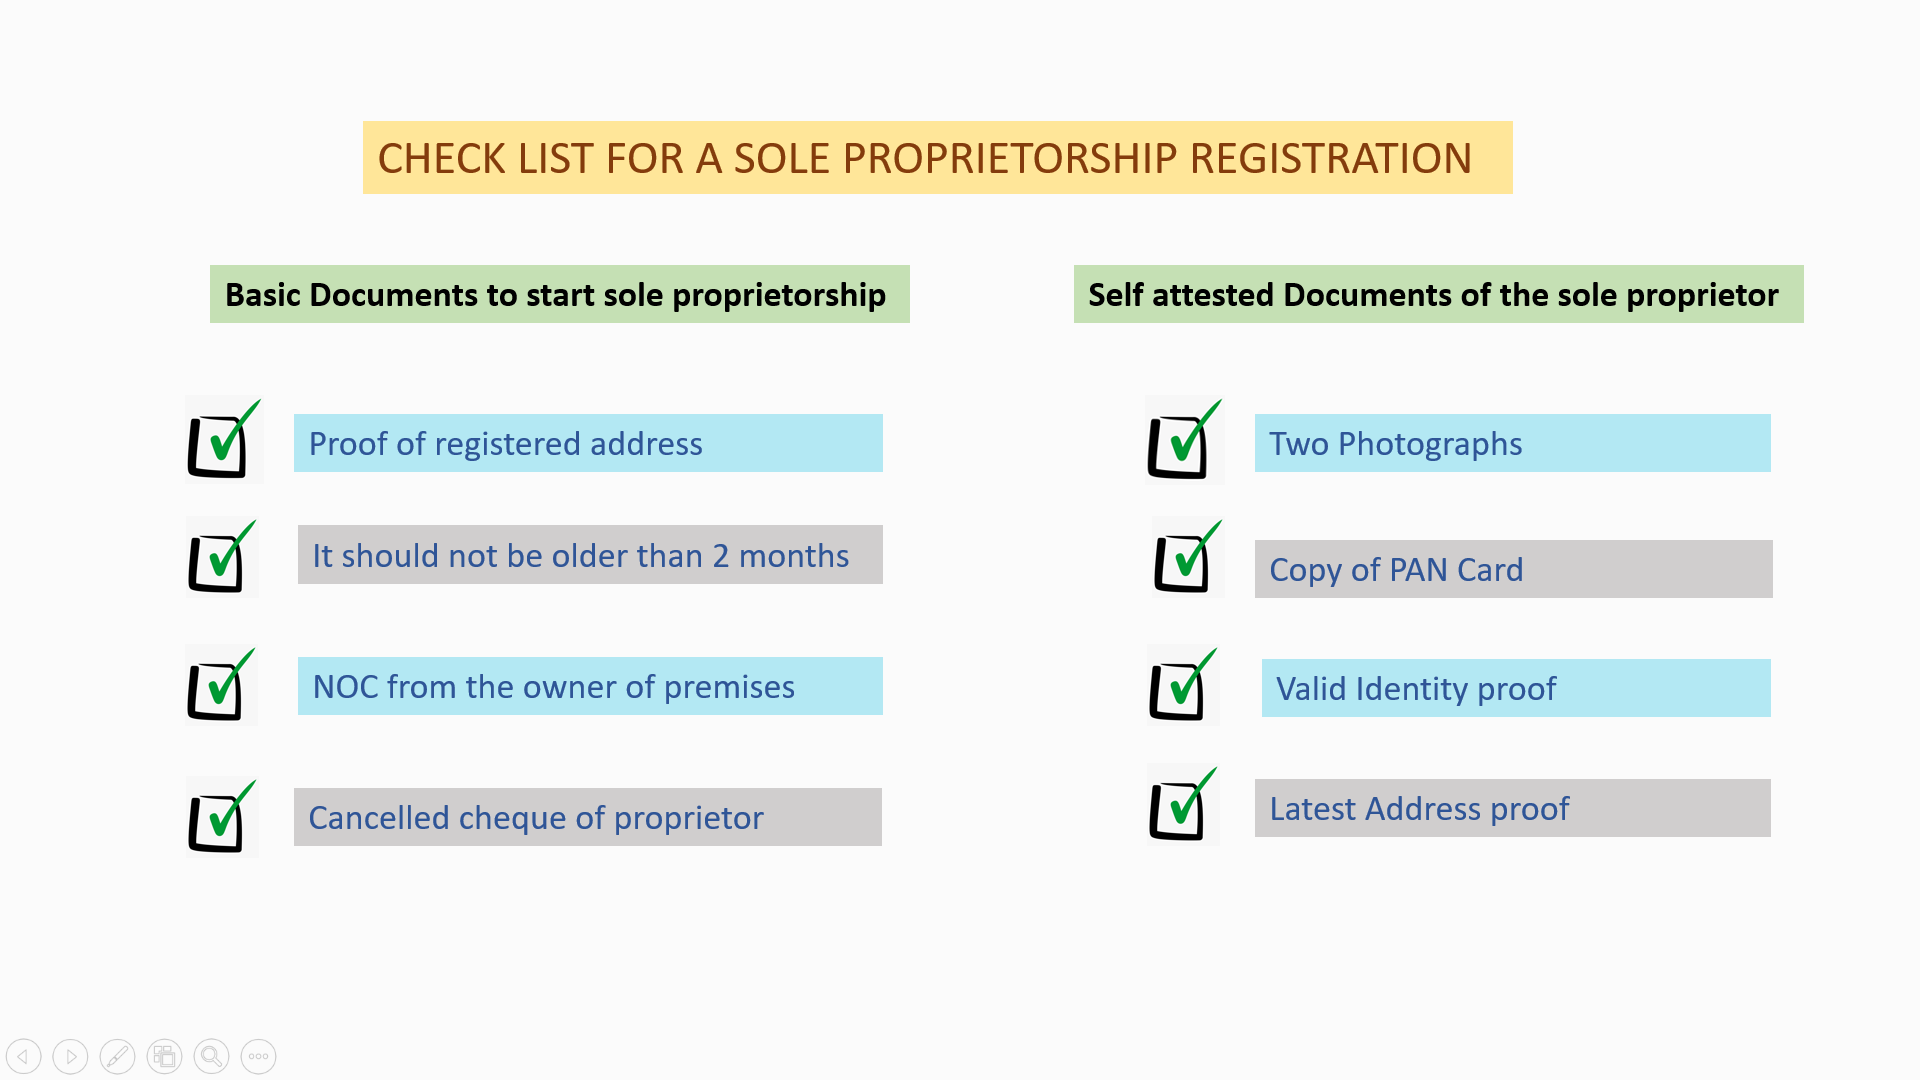 CHECK LIST FOR A SOLE PROPRIETORSHIP REGISTRATION
Basic Documents to start sole proprietorship
Proof of registered address
It should not be older than 2 months
NOC from the owner of premises
Cancelled cheque of proprietor
Self attested Documents of the sole proprietor
Two Photographs
Copy of PAN Card
Valid Identity proof
Latest Address proof